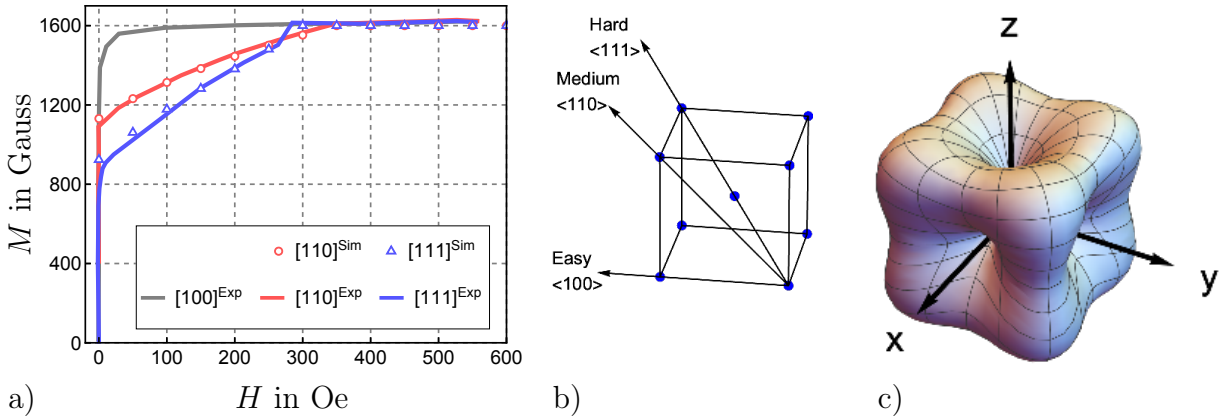 1600
1200
800
400
0
M in Gauss
[110]Sim [111]Sim
[100]Exp [110]Exp [111]Exp
0 100 200 300 400 500 600
H in Oe
a)
Hard
<111>
Medium
<110>
Easy
<100>
b)
z
y
x
c)